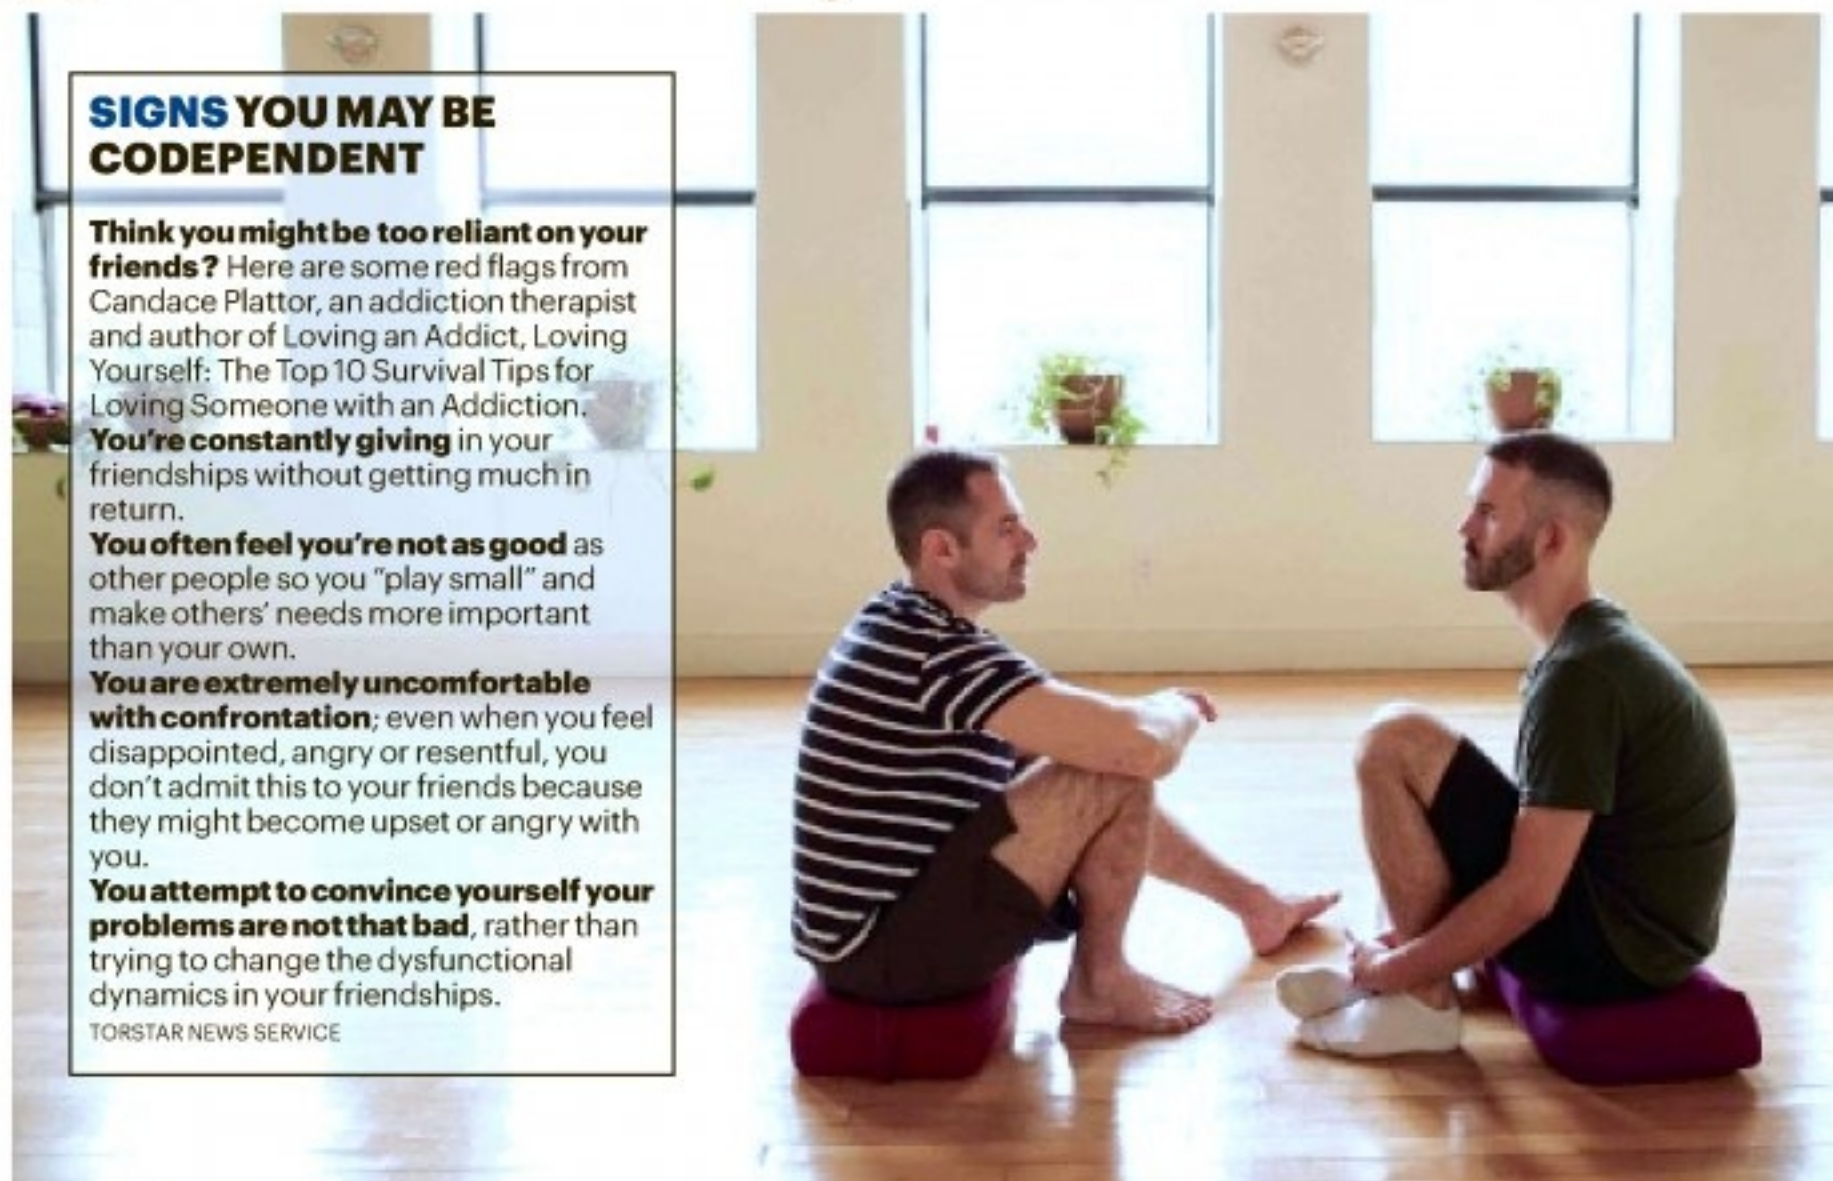 SIGNS YOU MAY BE
CODEPENDENT
Think you might be too reliant on your
friends? Here are some red flags from
Candace Plattor, an addiction therapist
and author of Loving an Addict, Loving
Yourself: The Top 10 Survival Tips for
Loving Someone with an Addiction.
You're constantly giving in your
friendships without getting much in
return.
You often feel you're not as good as
other people so you "play small" and
make others' needs more important
than your own.
You are extremely uncomfortable
with confrontation; even when you feel
disappointed, angry or resentful, you
don't admit this to your friends because
they might become upset or angry with
you.
You attempt to convince yourself your
problems are not that bad, rather than
trying to change the dysfunctional
dynamics in your friendships.
TORSTAR NEWS SERVICE